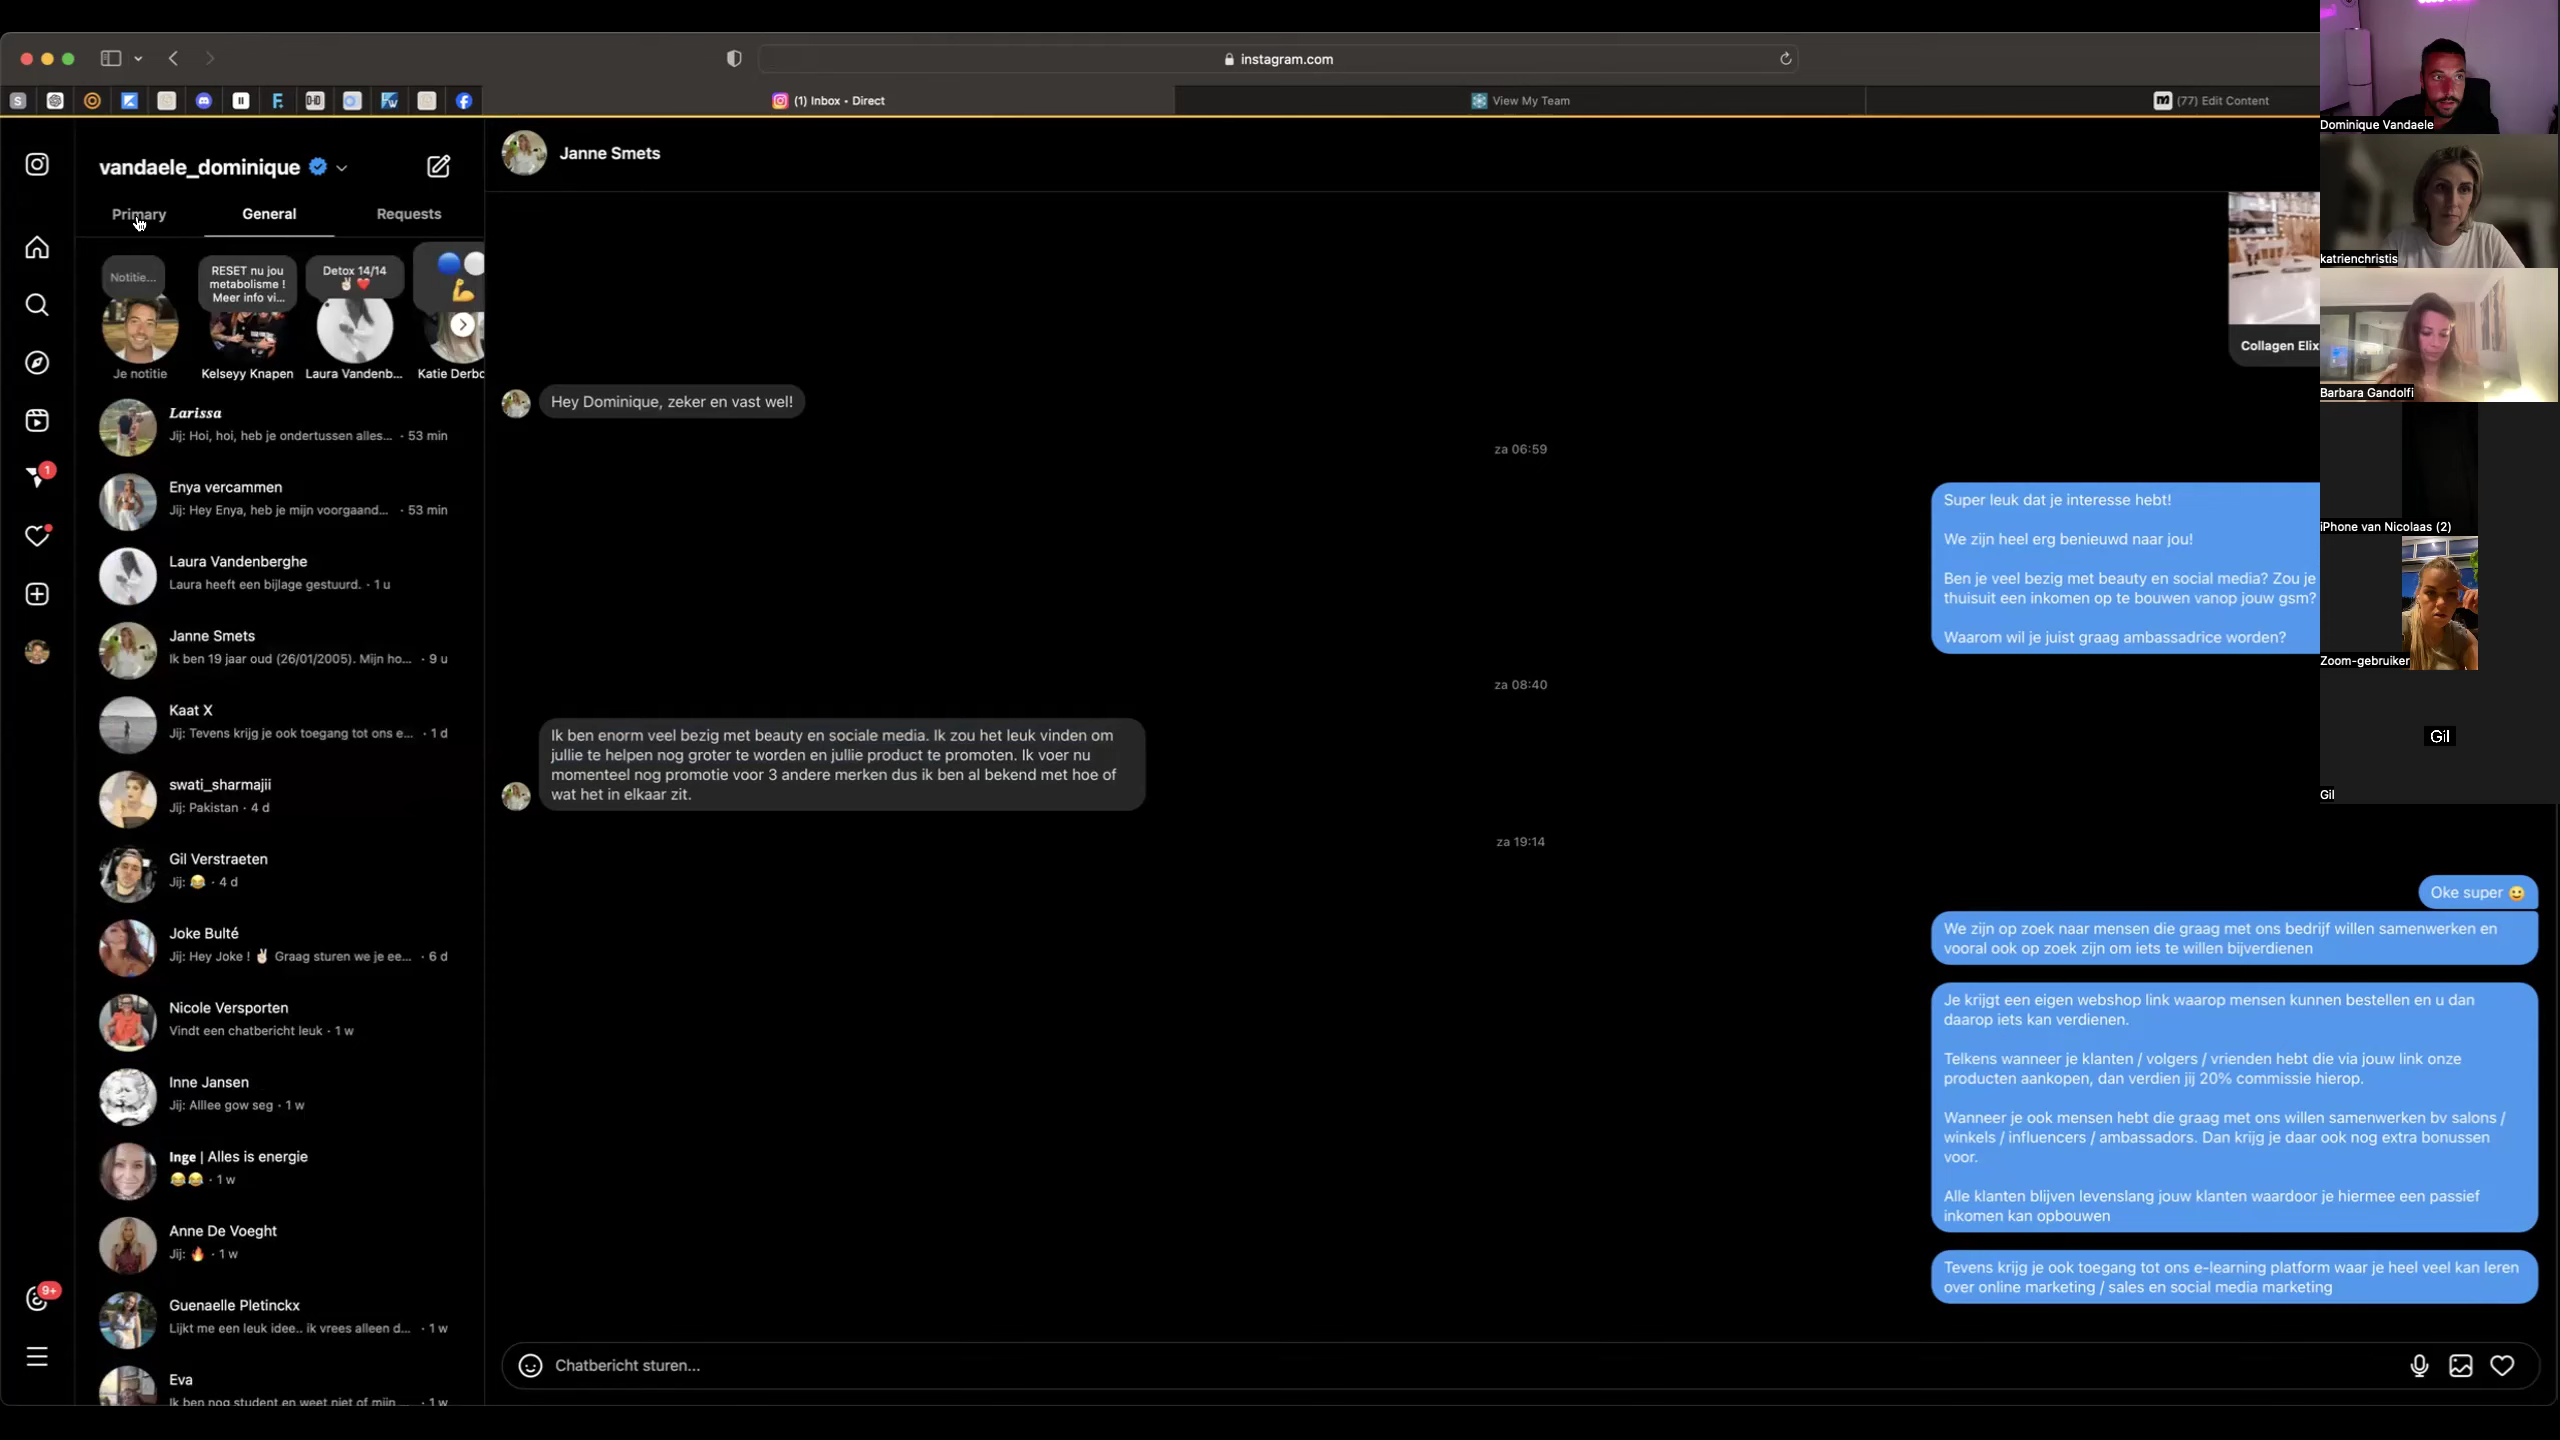 instagram.com
(1) Inbox • Direct
View My Team
(77) Edit Content
vandaele_dominique
Primary
General
Requests
Notitie...
RESET nu jou
metabolisme !
Meer info vi...
Detox 14/14
✌🏻❤️
🔵⚪
💪
Je notitie
Kelseyy Knapen
Laura Vandenb...
Katie Derbo
Larissa
Jij: Hoi, hoi, heb je ondertussen alles... · 53 min
Enya vercammen
Jij: Hey Enya, heb je mijn voorgaand... · 53 min
Laura Vandenberghe
Laura heeft een bijlage gestuurd. · 1 u
Janne Smets
Ik ben 19 jaar oud (26/01/2005). Mijn ho... · 9 u
Kaat X
Jij: Tevens krijg je ook toegang tot ons e... · 1 d
swati_sharmajii
Jij: Pakistan · 4 d
Gil Verstraeten
Jij: 😂 · 4 d
Joke Bulté
Jij: Hey Joke ! ✌🏻 Graag sturen we je ee... · 6 d
Nicole Versporten
Vindt een chatbericht leuk · 1 w
Inne Jansen
Jij: Alllee gow seg · 1 w
Inge | Alles is energie
😂😂 · 1 w
Anne De Voeght
Jij: 🔥 · 1 w
Guenaelle Pletinckx
Lijkt me een leuk idee.. ik vrees alleen d... · 1 w
Eva
Ik ben nog student en weet niet of mijn · 1 w
1
9+
Janne Smets
Collagen Elix
Hey Dominique, zeker en vast wel!
za 06:59
Super leuk dat je interesse hebt!
We zijn heel erg benieuwd naar jou!
Ben je veel bezig met beauty en social media? Zou je
thuisuit een inkomen op te bouwen vanop jouw gsm?
Waarom wil je juist graag ambassadrice worden?
za 08:40
Ik ben enorm veel bezig met beauty en sociale media. Ik zou het leuk vinden om
jullie te helpen nog groter te worden en jullie product te promoten. Ik voer nu
momenteel nog promotie voor 3 andere merken dus ik ben al bekend met hoe of
wat het in elkaar zit.
za 19:14
Oke super 😀
We zijn op zoek naar mensen die graag met ons bedrijf willen samenwerken en
vooral ook op zoek zijn om iets te willen bijverdienen
Je krijgt een eigen webshop link waarop mensen kunnen bestellen en u dan
daarop iets kan verdienen.
Telkens wanneer je klanten / volgers / vrienden hebt die via jouw link onze
producten aankopen, dan verdien jij 20% commissie hierop.
Wanneer je ook mensen hebt die graag met ons willen samenwerken bv salons /
winkels / influencers / ambassadors. Dan krijg je daar ook nog extra bonussen
voor.
Alle klanten blijven levenslang jouw klanten waardoor je hiermee een passief
inkomen kan opbouwen
Tevens krijg je ook toegang tot ons e-learning platform waar je heel veel kan leren
over online marketing / sales en social media marketing
Chatbericht sturen...
Dominique Vandaele
katrienchristis
Barbara Gandolfi
iPhone van Nicolaas (2)
Zoom-gebruiker
Gil
Gil